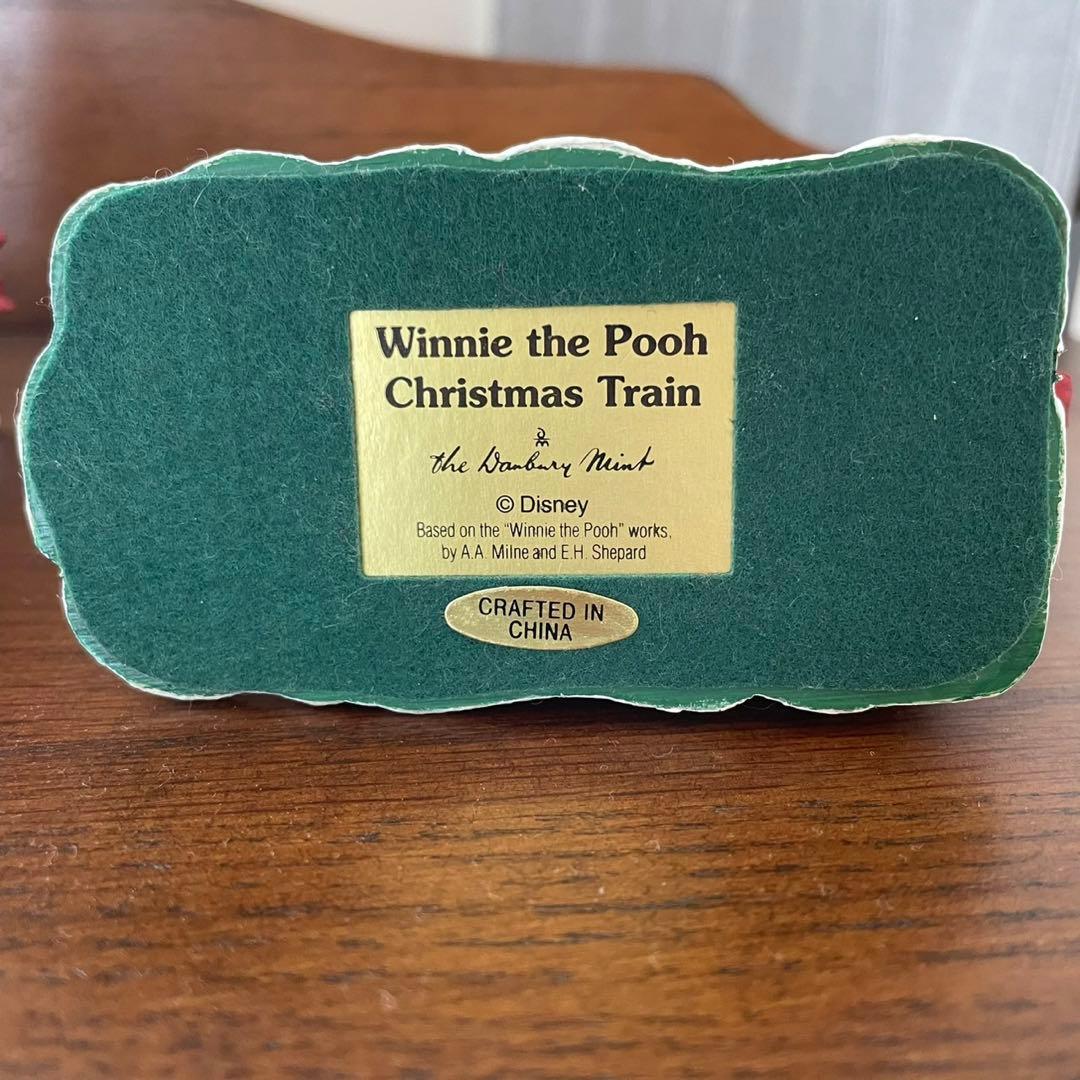 Winnie the Pooh
Christmas Train
the Danbury Mint
© Disney
Based on the "Winnie the Pooh" works,
by A.A. Milne and E.H. Shepard
CRAFTED IN
CHINA